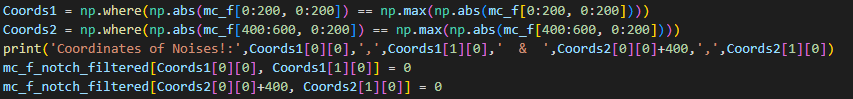 Coords1 = np.where(np.abs(mc_f[0:200, 0:200]) == np.max(np.abs(mc_f[0:200, 0:200])))
Coords2 = np.where(np.abs(mc_f[400:600, 0:200]) == np.max(np.abs(mc_f[400:600, 0:200])))
print('Coordinates of Noises!:',Coords1[0][0],',',Coords1[1][0],'  &  ',Coords2[0][0]+400,',',Coords2[1][0])
mc_f_notch_filtered[Coords1[0][0], Coords1[1][0]] = 0
mc_f_notch_filtered[Coords2[0][0]+400, Coords2[1][0]] = 0